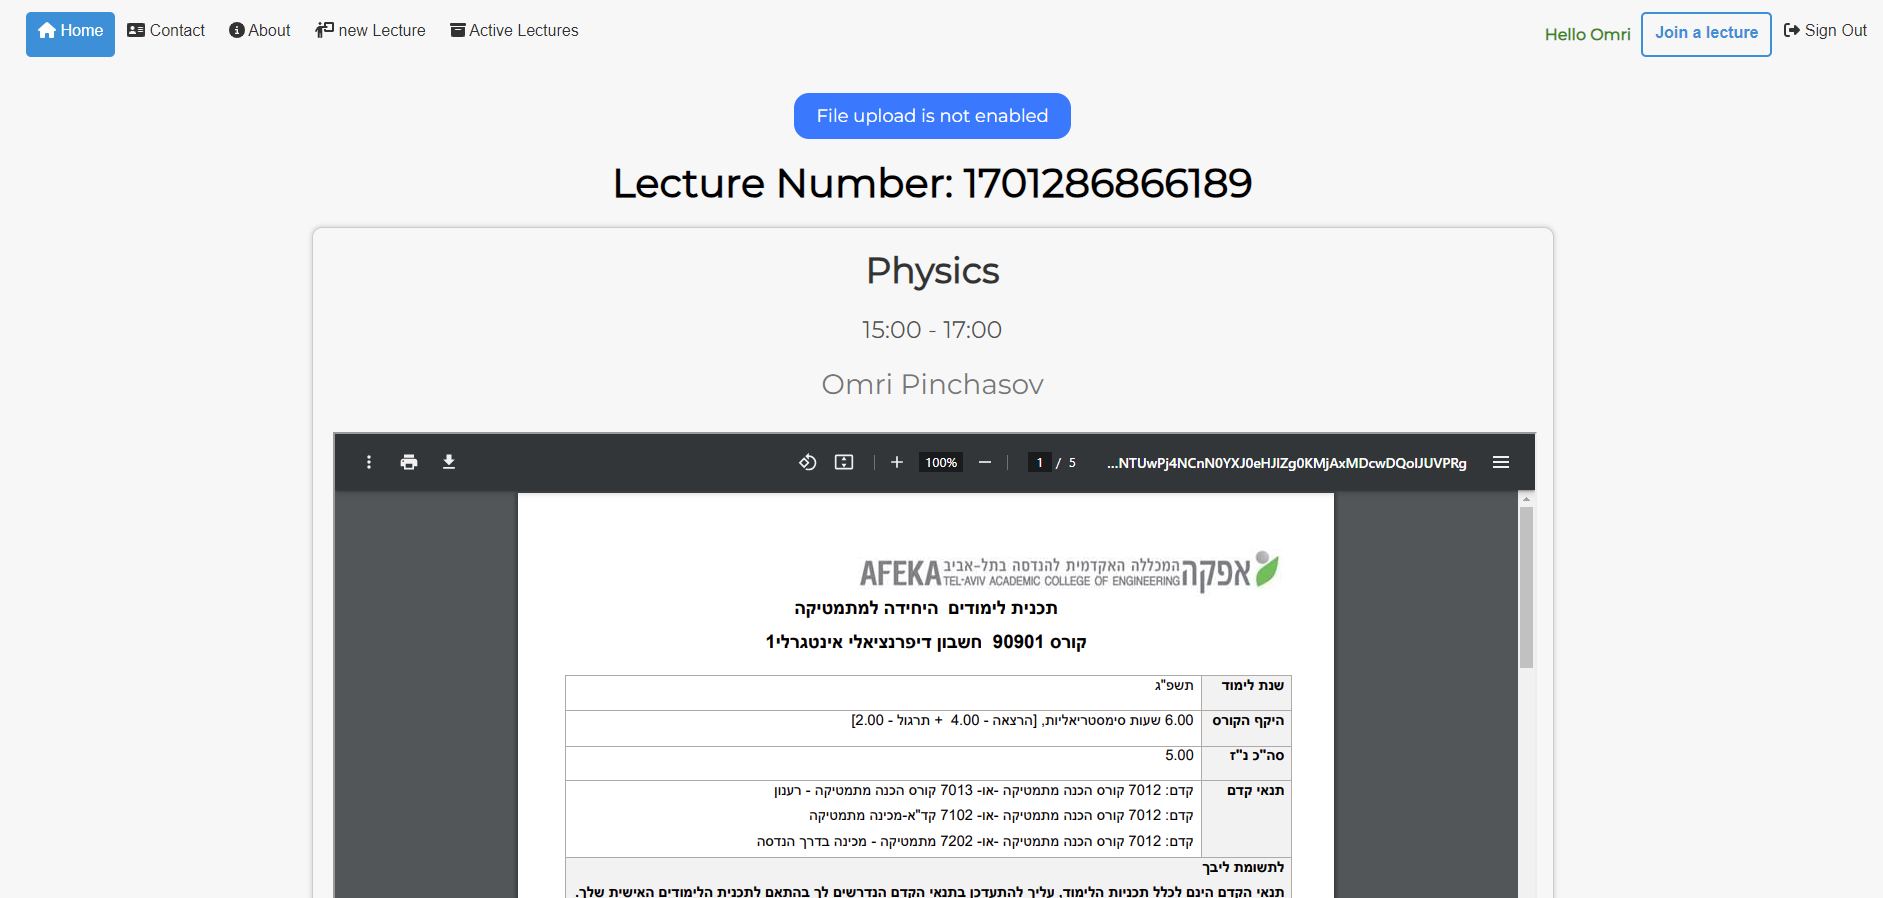 Home Contact About new Lecture Active Lectures Hello Omri Join a lecture Sign Out
File upload is not enabled
Lecture Number: 1701286866189
Physics
15:00 - 17:00
Omri Pinchasov
100% 1 / 5 ...NTUwPj4NCnN0YXJ0eHJlZg0KMjAxMDcwDQolJUVPRg
אפקה המכללה האקדמית להנדסה בתל-אביב AFEKA
TEL-AVIV ACADEMIC COLLEGE OF ENGINEERING
תכנית לימודים היחידה למתמטיקה
קורס 90901 חשבון דיפרנציאלי אינטגרלי1
שנת לימוד תשפ"ג
היקף הקורס 6.00 שעות סימסטריאליות, [הרצאה - 4.00 + תרגול - 2.00]
סה"כ נ"ז 5.00
תנאי קדם קדם: 7012 קורס הכנה מתמטיקה -או- 7013 קורס הכנה מתמטיקה - רענון
קדם: 7012 קורס הכנה מתמטיקה -או- 7102 קד"א-מכינה מתמטיקה
קדם: 7012 קורס הכנה מתמטיקה -או- 7202 מתמטיקה - מכינה בדרך הנדסה
לתשומת ליבך
תנאי הקדם הינם לכלל תכניות הלימוד, עליך להתעדכן בתנאי הקדם הנדרשים לך בהתאם לתכנית הלימודים האישית שלך.